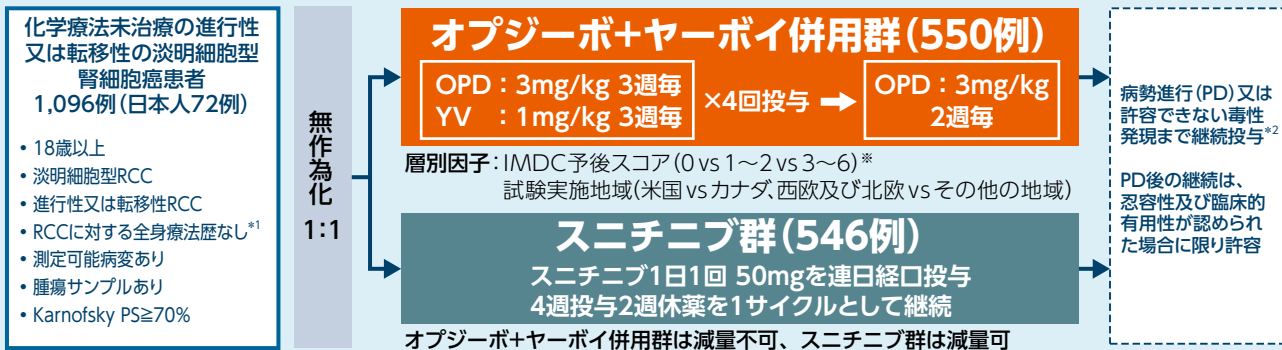 化学療法未治療の進行性
又は転移性の淡明細胞型
腎細胞癌患者
1,096例(日本人72例)
• 18歳以上
• 淡明細胞型RCC
• 進行性又は転移性RCC
• RCCに対する全身療法歴なし*1
• 測定可能病変あり
• 腫瘍サンプルあり
• Karnofsky PS≧70%
無作為化
1:1
オプジーボ+ヤーボイ併用群(550例)
OPD:3mg/kg 3週毎
YV :1mg/kg 3週毎
×4回投与
OPD:3mg/kg
2週毎
層別因子:IMDC予後スコア(0 vs 1〜2 vs 3〜6)※
試験実施地域(米国 vs カナダ、西欧及び北欧 vs その他の地域)
スニチニブ群(546例)
スニチニブ1日1回 50mgを連日経口投与
4週投与2週休薬を1サイクルとして継続
オプジーボ+ヤーボイ併用群は減量不可、スニチニブ群は減量可
病勢進行(PD)又は
許容できない毒性
発現まで継続投与*2
PD後の継続は、
忍容性及び臨床的
有用性が認められ
た場合に限り許容